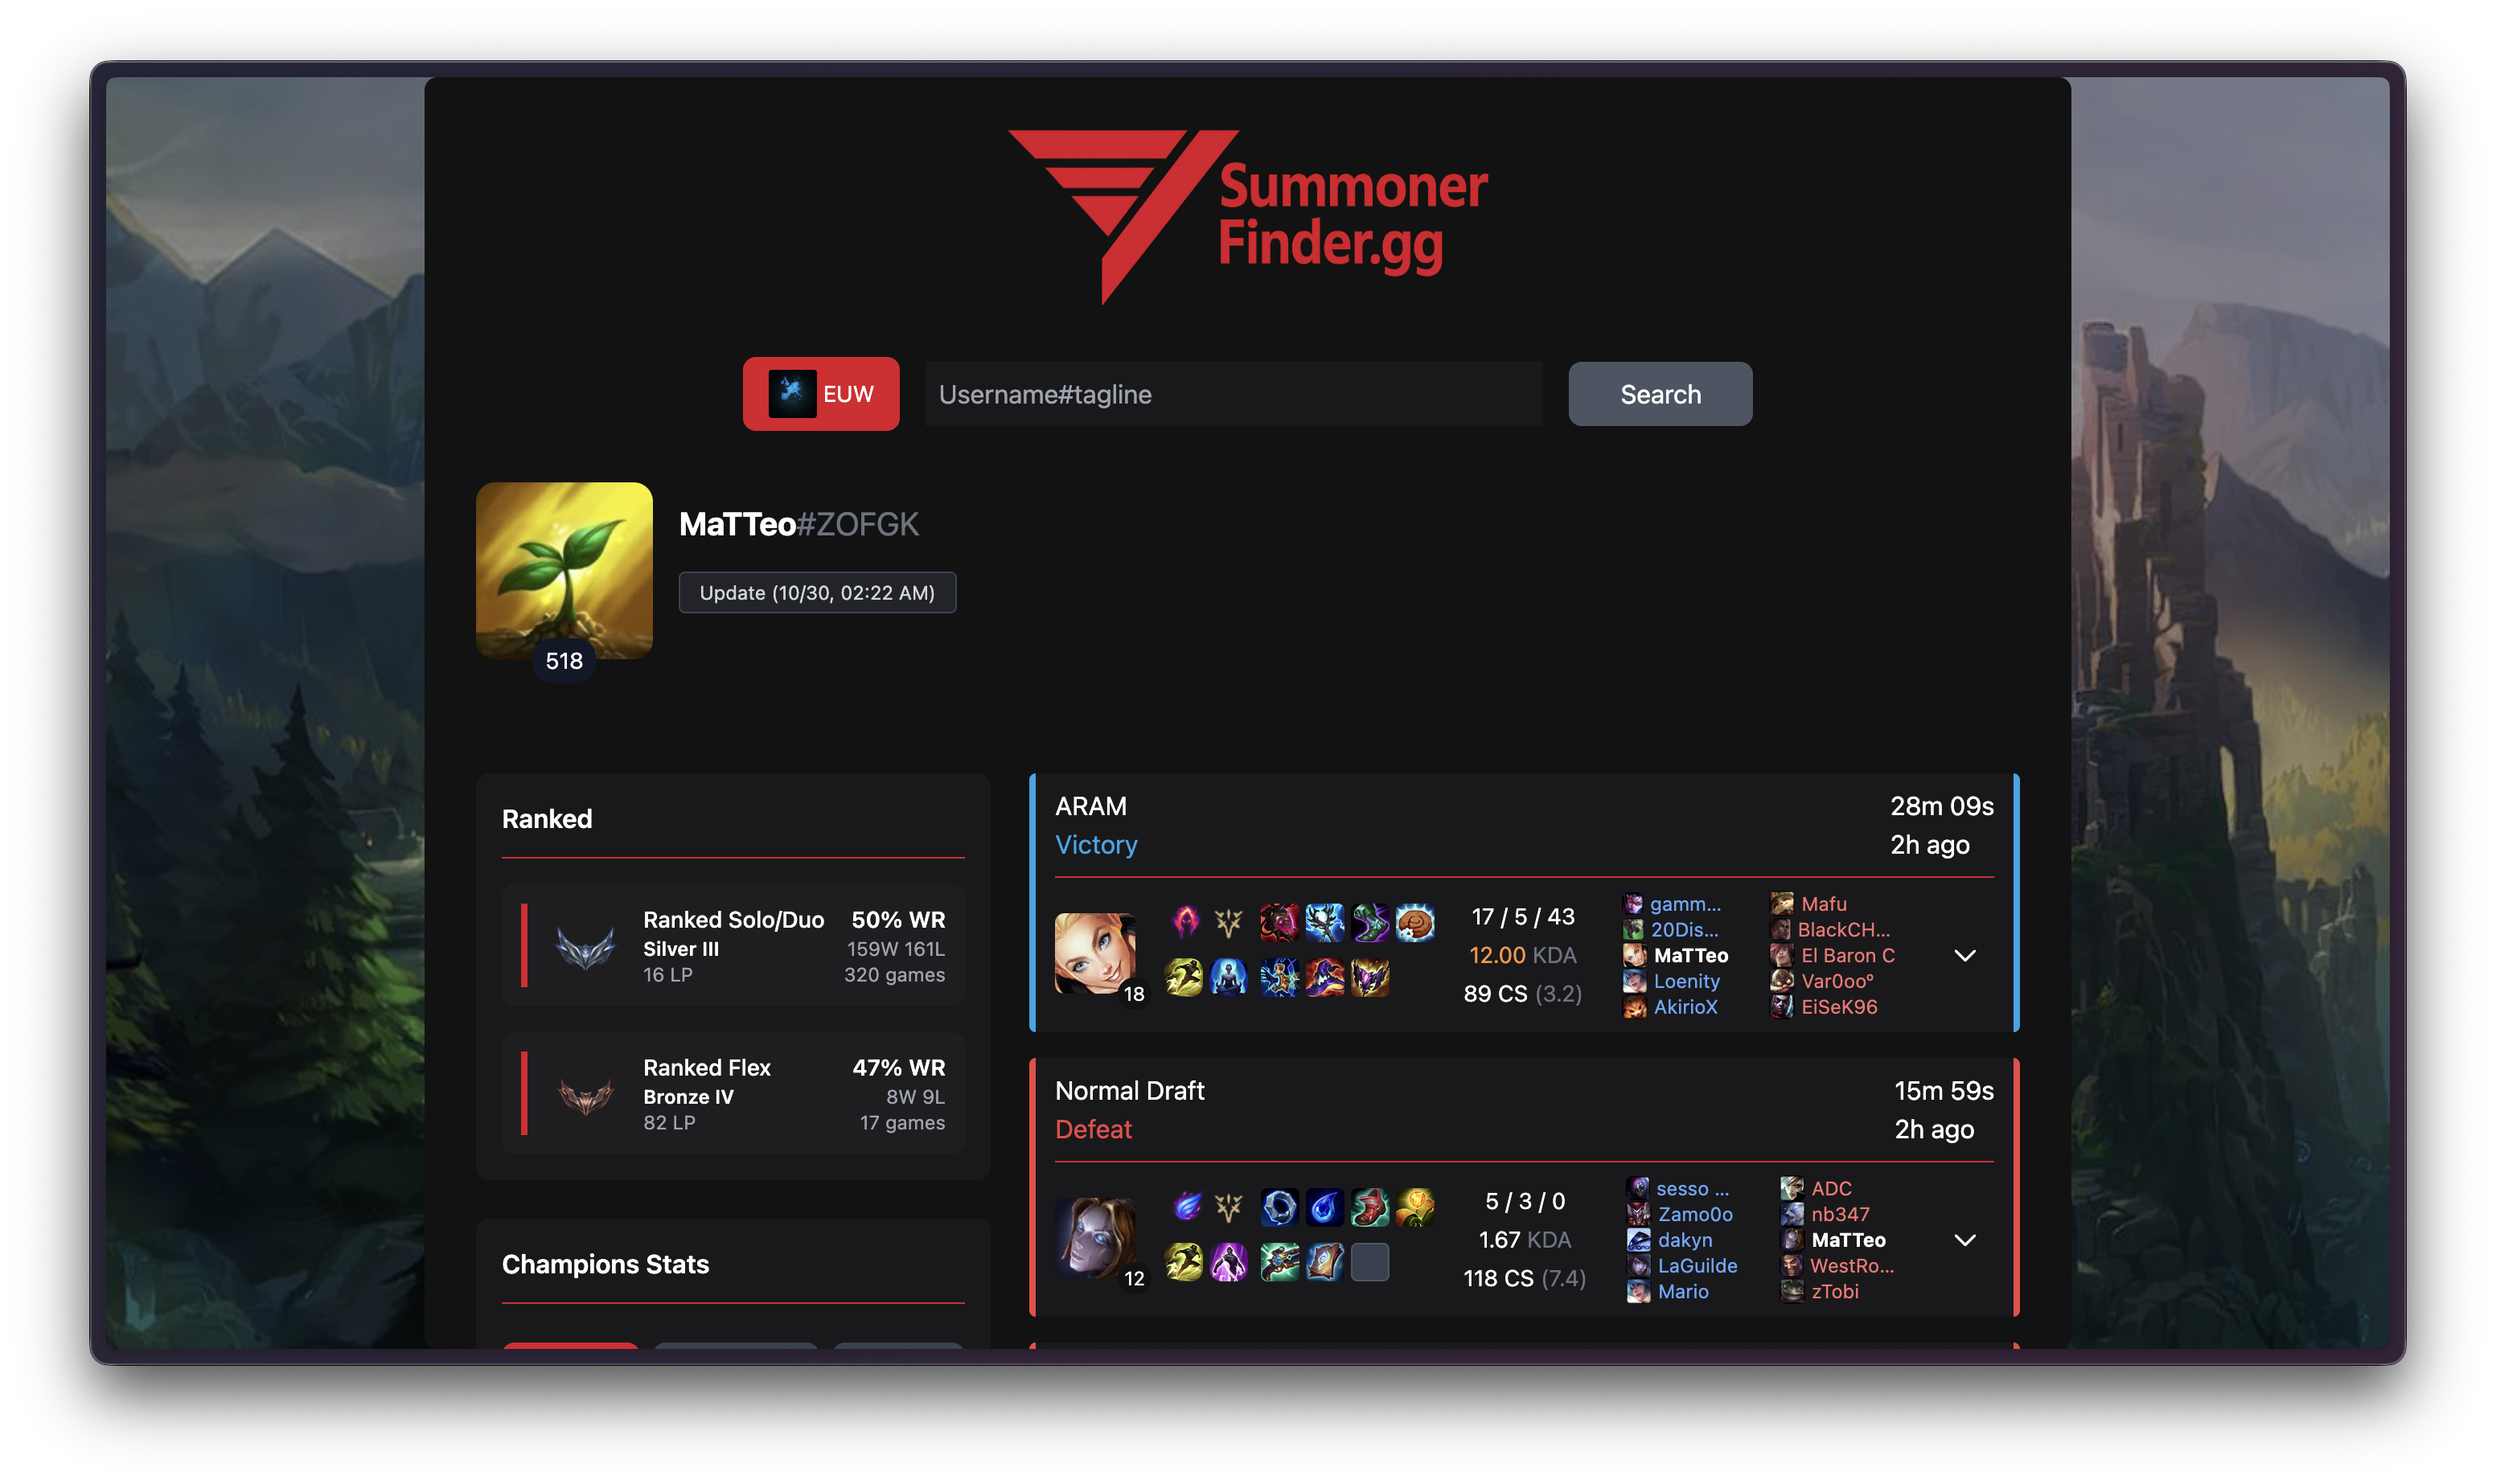 Summoner
Finder.gg
EUW
Username#tagline
Search
MaTTeo#ZOFGK
Update (10/30, 02:22 AM)
518
Ranked
Ranked Solo/Duo 50% WR
Silver III 159W 161L
16 LP 320 games
Ranked Flex 47% WR
Bronze IV 8W 9L
82 LP 17 games
Champions Stats
ARAM 28m 09s
Victory 2h ago
18
17 / 5 / 43
12.00 KDA
89 CS (3.2)
gamm...
20Dis...
MaTTeo
Loenity
AkirioX
Mafu
BlackCH...
El Baron C
Var0oo°
EiSeK96
Normal Draft 15m 59s
Defeat 2h ago
12
5 / 3 / 0
1.67 KDA
118 CS (7.4)
sesso ...
Zamo0o
dakyn
LaGuilde
Mario
ADC
nb347
MaTTeo
WestRo...
zTobi